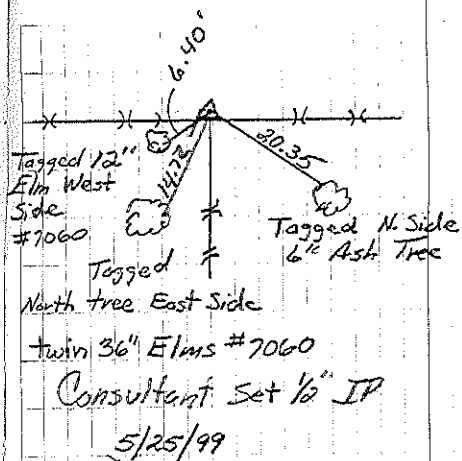 6.40'
14.73
20.35
Tagged 12"
Elm West
Side
#7060
Tagged N. Side
6" Ash Tree
Tagged
North tree East Side
twin 36" Elms #7060
Consultant Set 1/2" IP
5/25/99